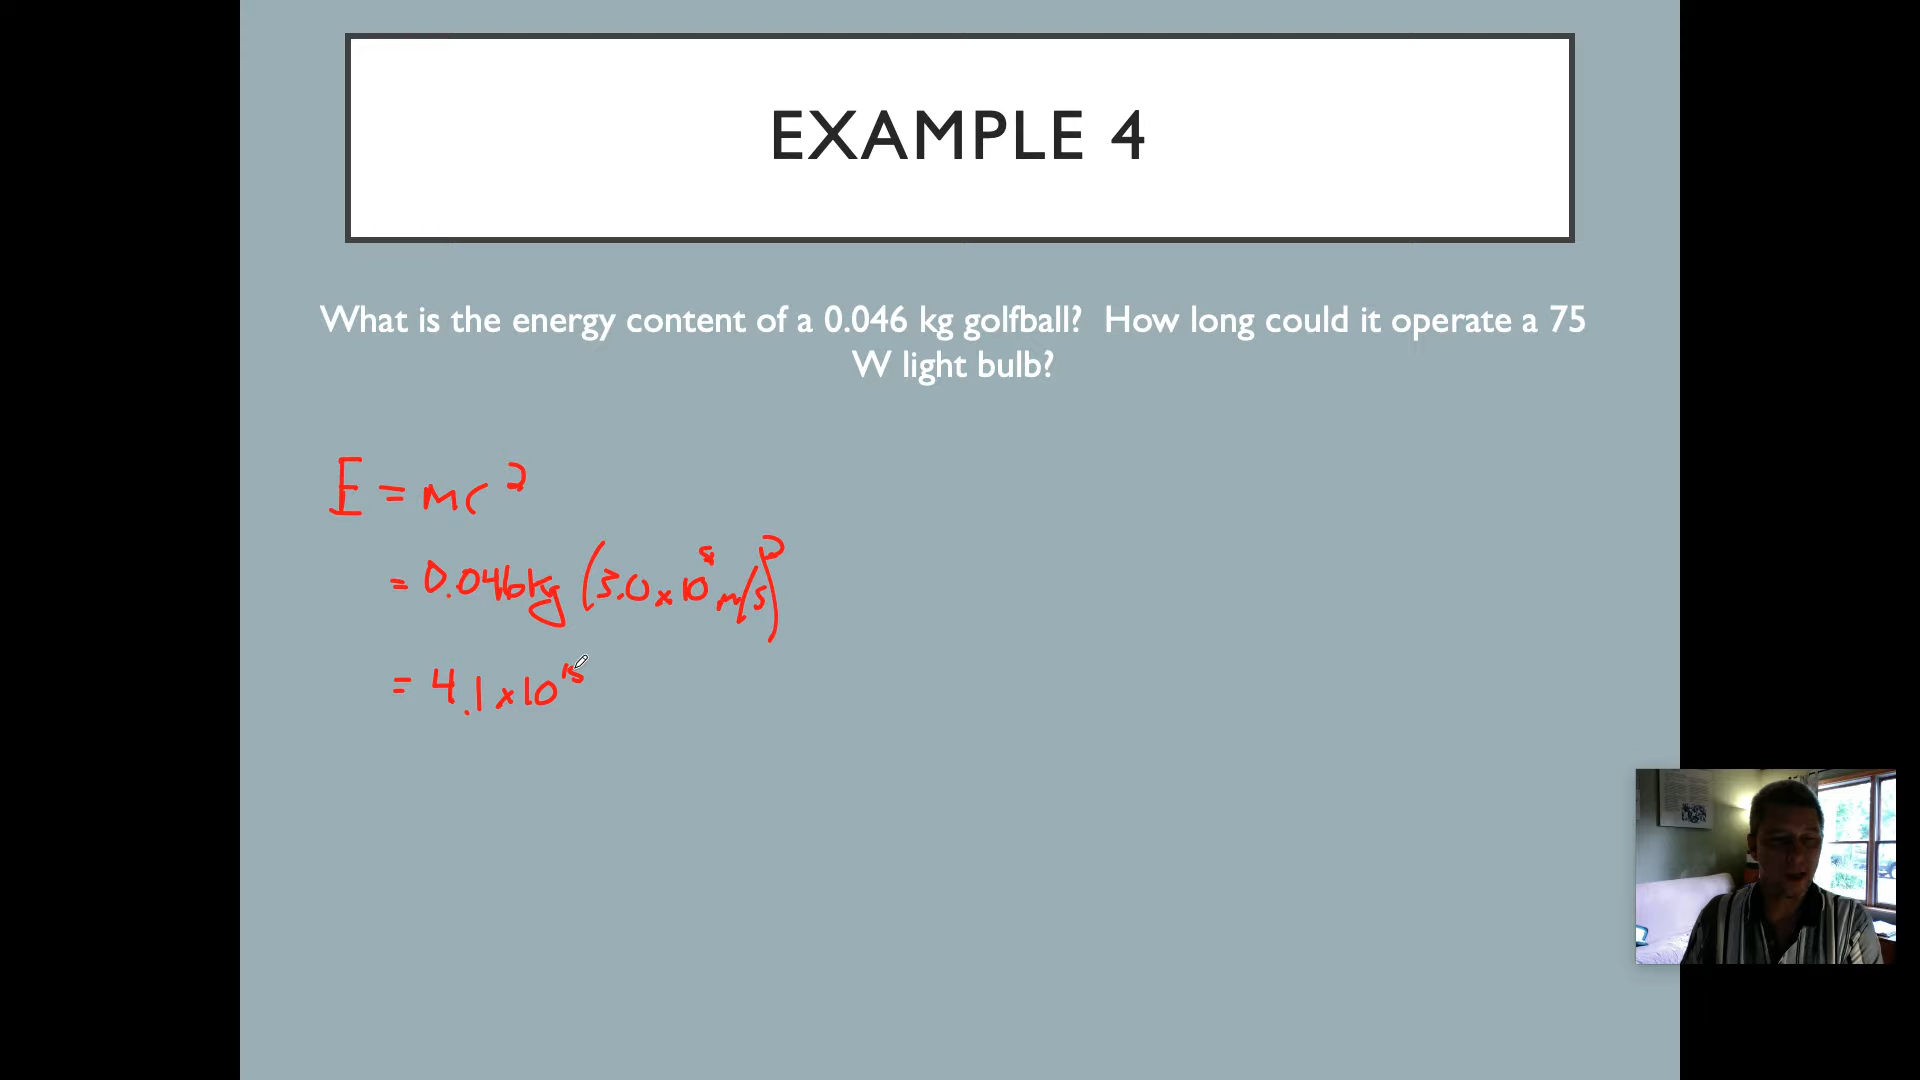 EXAMPLE 4
What is the energy content of a 0.046 kg golfball? How long could it operate a 75
W light bulb?
E = mc²
= 0.046kg (3.0 x 10⁸ m/s)²
= 4.1 x 10¹⁵